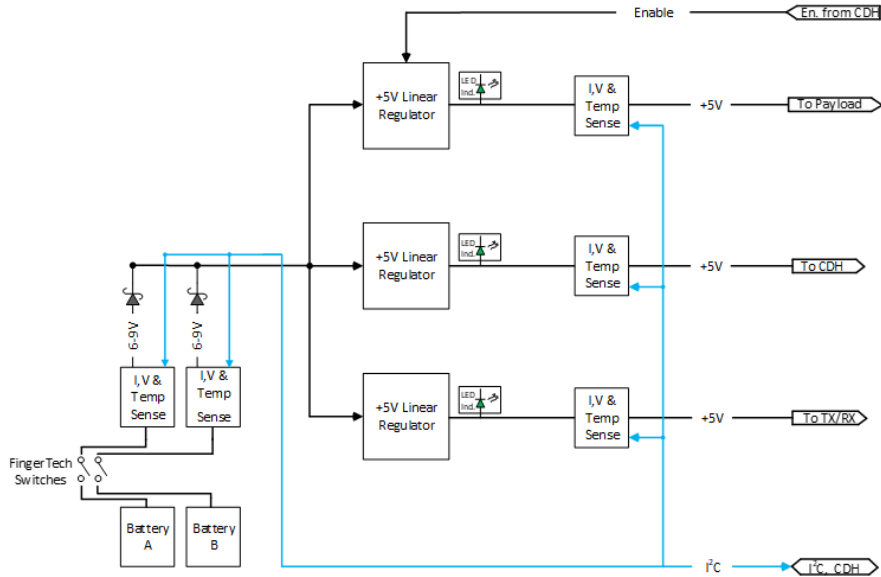 Enable
En. from CDH
+5V Linear
Regulator
LED
Ind.
I,V &
Temp
Sense
+5V
To Payload
+5V Linear
Regulator
LED
Ind.
I,V &
Temp
Sense
+5V
To CDH
6-9V
6-9V
I,V &
Temp
Sense
I,V &
Temp
Sense
+5V Linear
Regulator
LED
Ind.
I,V &
Temp
Sense
+5V
To TX/RX
FingerTech
Switches
Battery
A
Battery
B
I²C
I²C, CDH